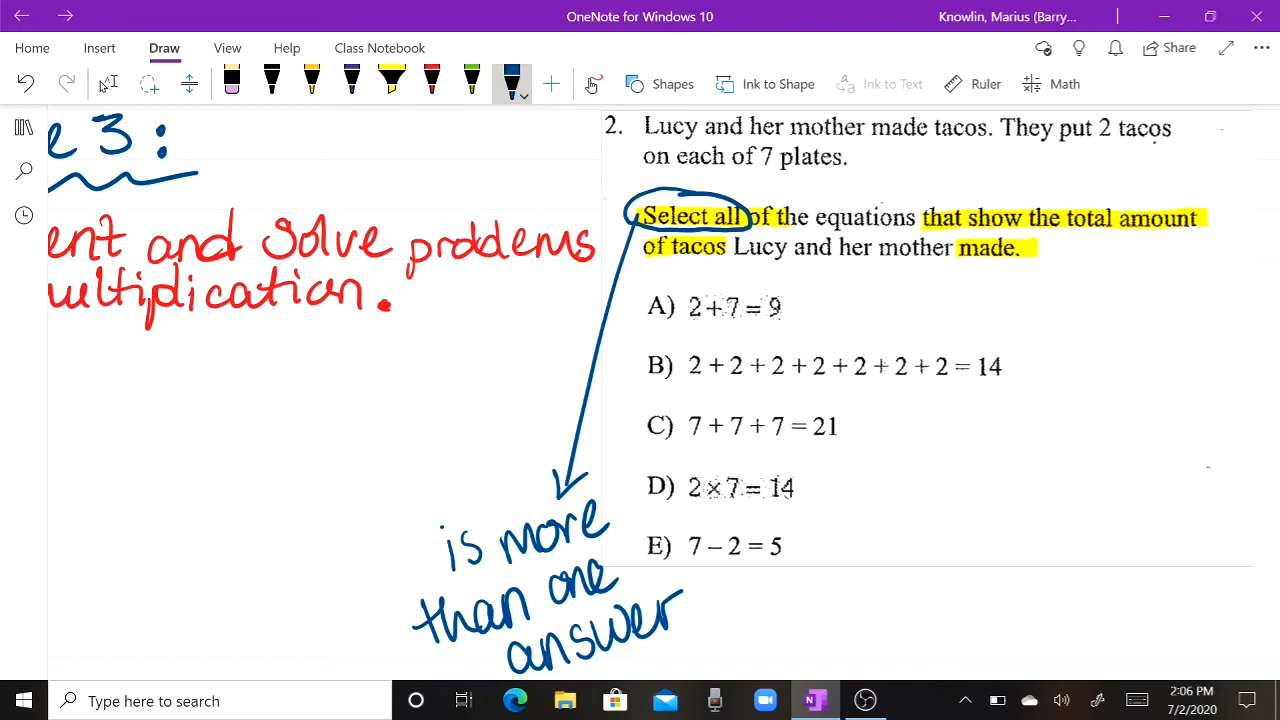 OneNote for Windows 10
Knowlin, Marius (Barry...
Home Insert Draw View Help Class Notebook
Share
Shapes Ink to Shape Ink to Text Ruler Math
e 3:
ent and solve problems
multiplication.
2. Lucy and her mother made tacos. They put 2 tacos
on each of 7 plates.
Select all of the equations that show the total amount
of tacos Lucy and her mother made.
A) 2 + 7 = 9
B) 2 + 2 + 2 + 2 + 2 + 2 + 2 = 14
C) 7 + 7 + 7 = 21
D) 2 × 7 = 14
E) 7 – 2 = 5
is more
than one
answer
Type here to search
2:06 PM
7/2/2020